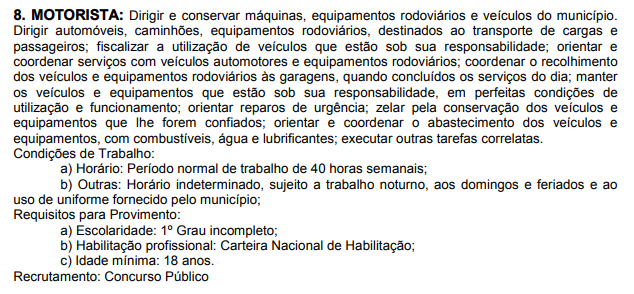 8. MOTORISTA: Dirigir e conservar máquinas, equipamentos rodoviários e veículos do município.
Dirigir automóveis, caminhões, equipamentos rodoviários, destinados ao transporte de cargas e
passageiros; fiscalizar a utilização de veículos que estão sob sua responsabilidade; orientar e
coordenar serviços com veículos automotores e equipamentos rodoviários; coordenar o recolhimento
dos veículos e equipamentos rodoviários às garagens, quando concluídos os serviços do dia; manter
os veículos e equipamentos que estão sob sua responsabilidade, em perfeitas condições de
utilização e funcionamento; orientar reparos de urgência; zelar pela conservação dos veículos e
equipamentos que lhe forem confiados; orientar e coordenar o abastecimento dos veículos e
equipamentos, com combustíveis, água e lubrificantes; executar outras tarefas correlatas.
Condições de Trabalho:
a) Horário: Período normal de trabalho de 40 horas semanais;
b) Outras: Horário indeterminado, sujeito a trabalho noturno, aos domingos e feriados e ao
uso de uniforme fornecido pelo município;
Requisitos para Provimento:
a) Escolaridade: 1º Grau incompleto;
b) Habilitação profissional: Carteira Nacional de Habilitação;
c) Idade mínima: 18 anos.
Recrutamento: Concurso Público